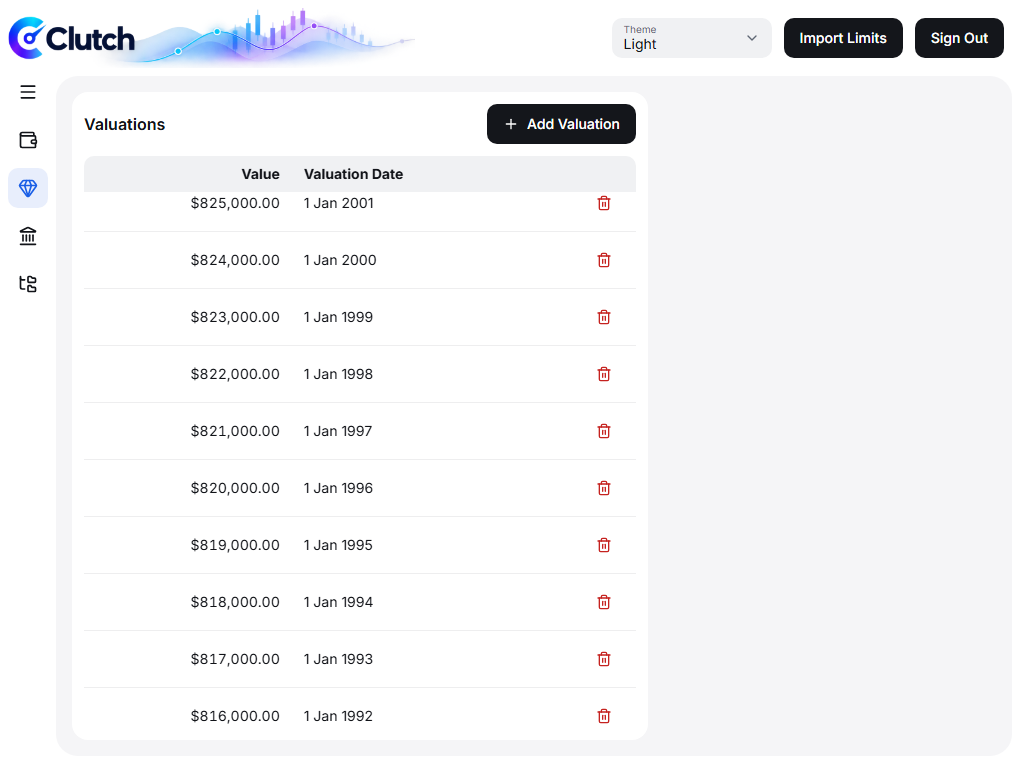 Clutch
Theme
Light
Import Limits
Sign Out
Valuations
Add Valuation
Value Valuation Date
$825,000.00 1 Jan 2001
$824,000.00 1 Jan 2000
$823,000.00 1 Jan 1999
$822,000.00 1 Jan 1998
$821,000.00 1 Jan 1997
$820,000.00 1 Jan 1996
$819,000.00 1 Jan 1995
$818,000.00 1 Jan 1994
$817,000.00 1 Jan 1993
$816,000.00 1 Jan 1992